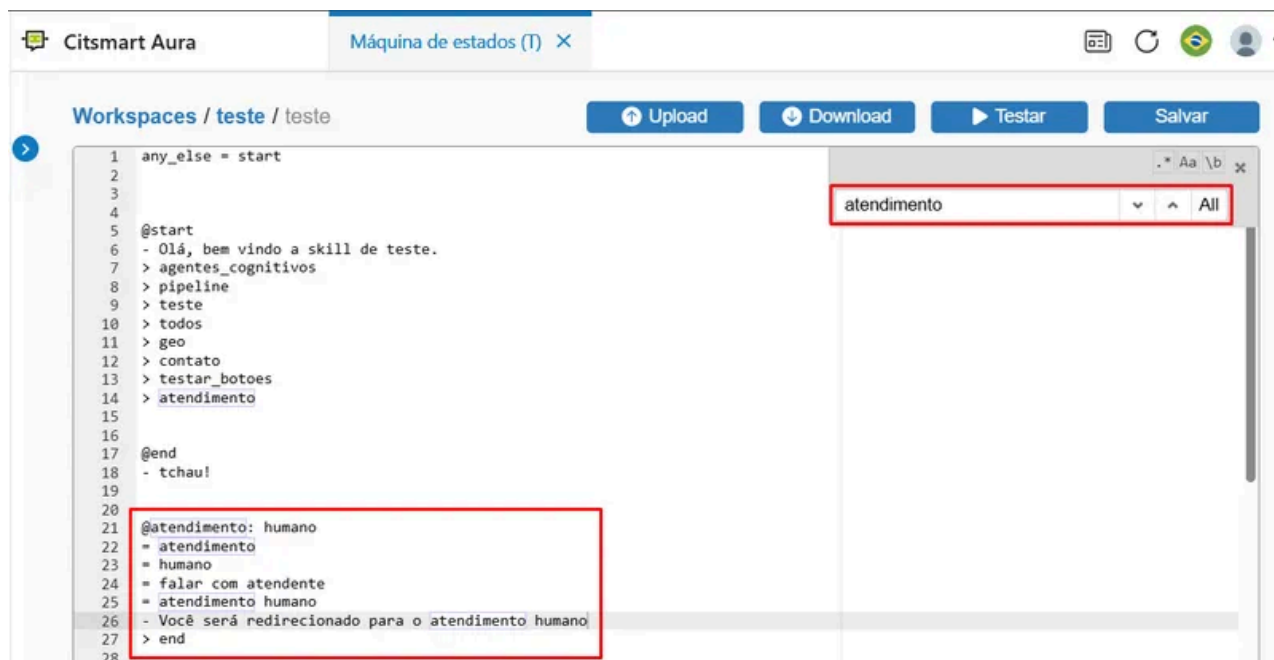 Citsmart Aura
Máquina de estados (T) ×
Workspaces / teste / teste
Upload
Download
Testar
Salvar
.* Aa \b ×
atendimento
All
1 any_else = start
2
3
4
5 @start
6 - Olá, bem vindo a skill de teste.
7 > agentes_cognitivos
8 > pipeline
9 > teste
10 > todos
11 > geo
12 > contato
13 > testar_botoes
14 > atendimento
15
16
17 @end
18 - tchau!
19
20
21 @atendimento: humano
22 = atendimento
23 = humano
24 = falar com atendente
25 = atendimento humano
26 - Você será redirecionado para o atendimento humano
27 > end
28